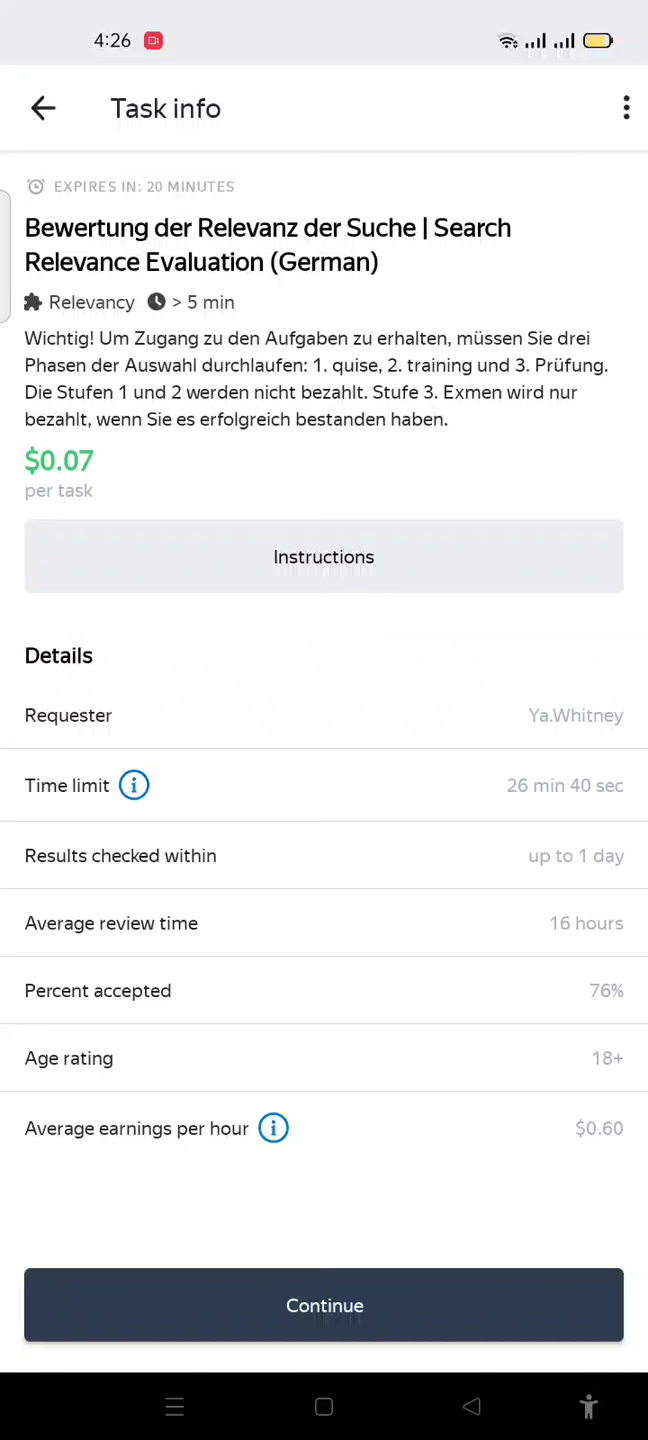 4:26
Task info
EXPIRES IN: 20 MINUTES
Bewertung der Relevanz der Suche | Search
Relevance Evaluation (German)
Relevancy > 5 min
Wichtig! Um Zugang zu den Aufgaben zu erhalten, müssen Sie drei
Phasen der Auswahl durchlaufen: 1. quise, 2. training und 3. Prüfung.
Die Stufen 1 und 2 werden nicht bezahlt. Stufe 3. Exmen wird nur
bezahlt, wenn Sie es erfolgreich bestanden haben.
$0.07
per task
Instructions
Details
Requester Ya.Whitney
Time limit 26 min 40 sec
Results checked within up to 1 day
Average review time 16 hours
Percent accepted 76%
Age rating 18+
Average earnings per hour $0.60
Continue